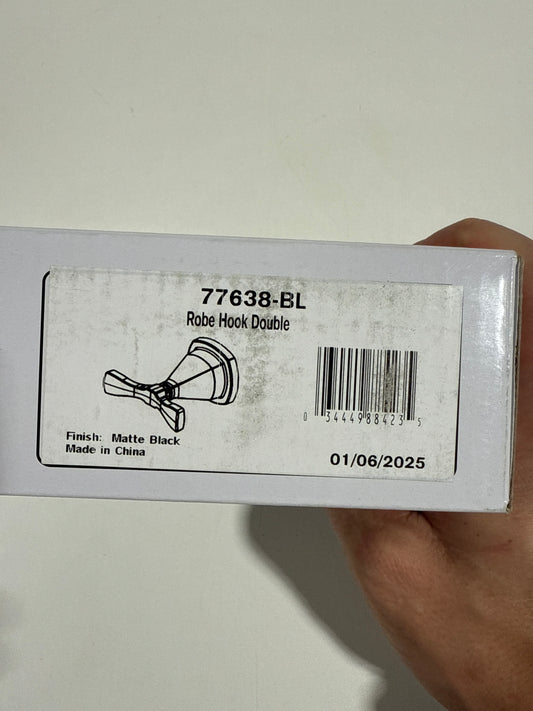 77638-BL
Robe Hook Double
0 34449 88423 5
Finish: Matte Black
Made in China
01/06/2025